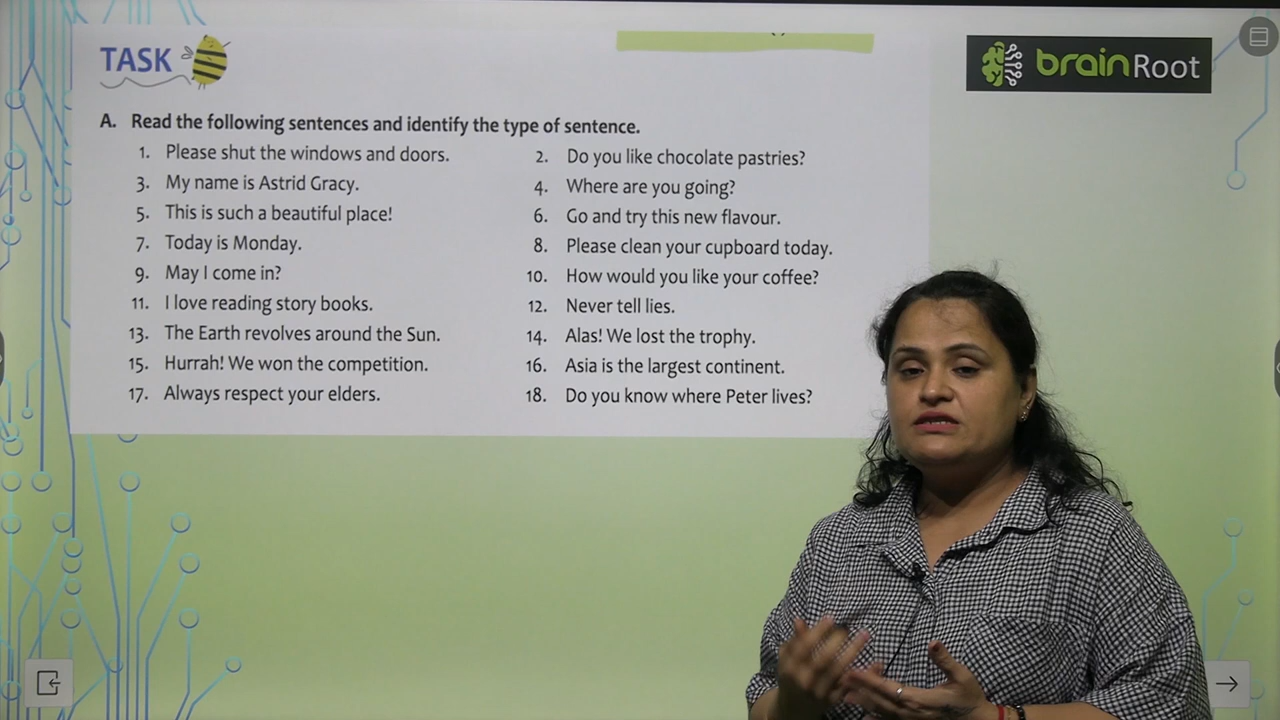 TASK
brainRoot
A. Read the following sentences and identify the type of sentence.
1. Please shut the windows and doors.
2. Do you like chocolate pastries?
3. My name is Astrid Gracy.
4. Where are you going?
5. This is such a beautiful place!
6. Go and try this new flavour.
7. Today is Monday.
8. Please clean your cupboard today.
9. May I come in?
10. How would you like your coffee?
11. I love reading story books.
12. Never tell lies.
13. The Earth revolves around the Sun.
14. Alas! We lost the trophy.
15. Hurrah! We won the competition.
16. Asia is the largest continent.
17. Always respect your elders.
18. Do you know where Peter lives?